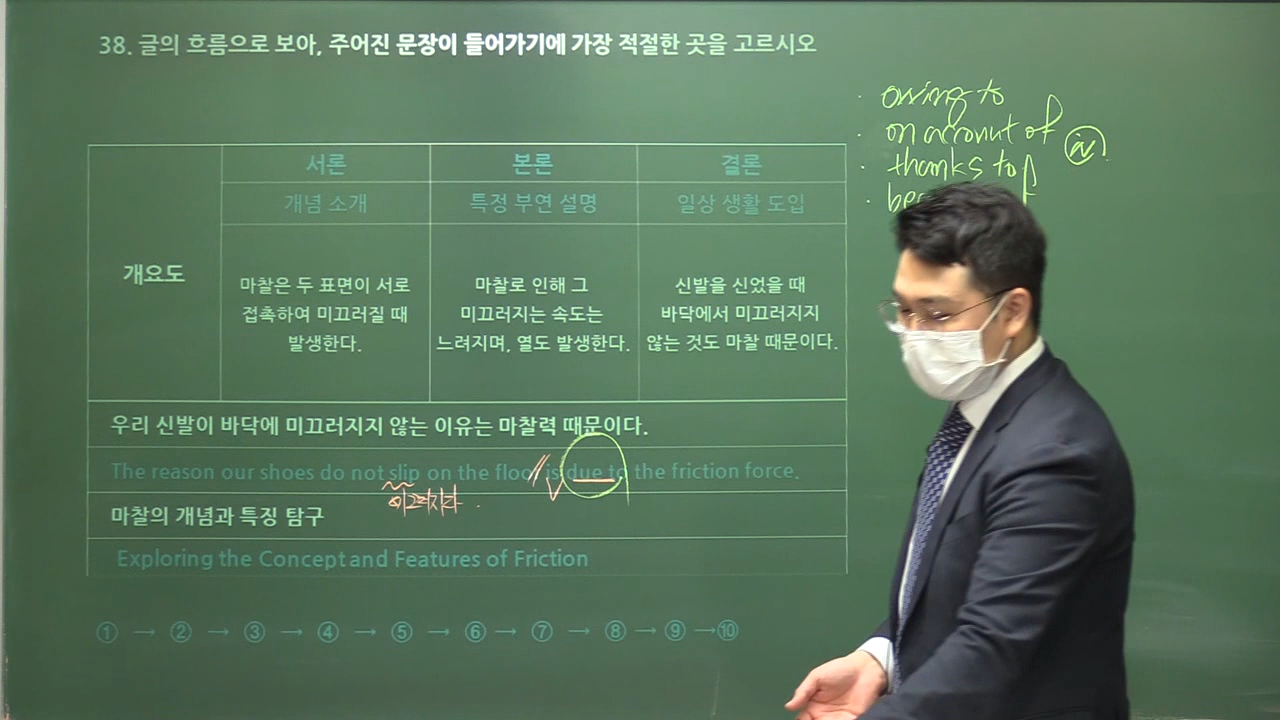 38. 글의 흐름으로 보아, 주어진 문장이 들어가기에 가장 적절한 곳을 고르시오
· owing to
· on account of
· thanks to
서론 본론 결론
개념 소개 특정 부연 설명 일상 생활 도입
개요도
마찰은 두 표면이 서로
접촉하여 미끄러질 때
발생한다.
마찰로 인해 그
미끄러지는 속도는
느려지며, 열도 발생한다.
신발을 신었을 때
바닥에서 미끄러지지
않는 것도 마찰 때문이다.
우리 신발이 바닥에 미끄러지지 않는 이유는 마찰력 때문이다.
The reason our shoes do not slip on the floor is due to the friction force.
마찰의 개념과 특징 탐구
Exploring the Concept and Features of Friction
① → ② → ③ → ④ → ⑤ → ⑥ → ⑦ → ⑧ → ⑨ → ⑩